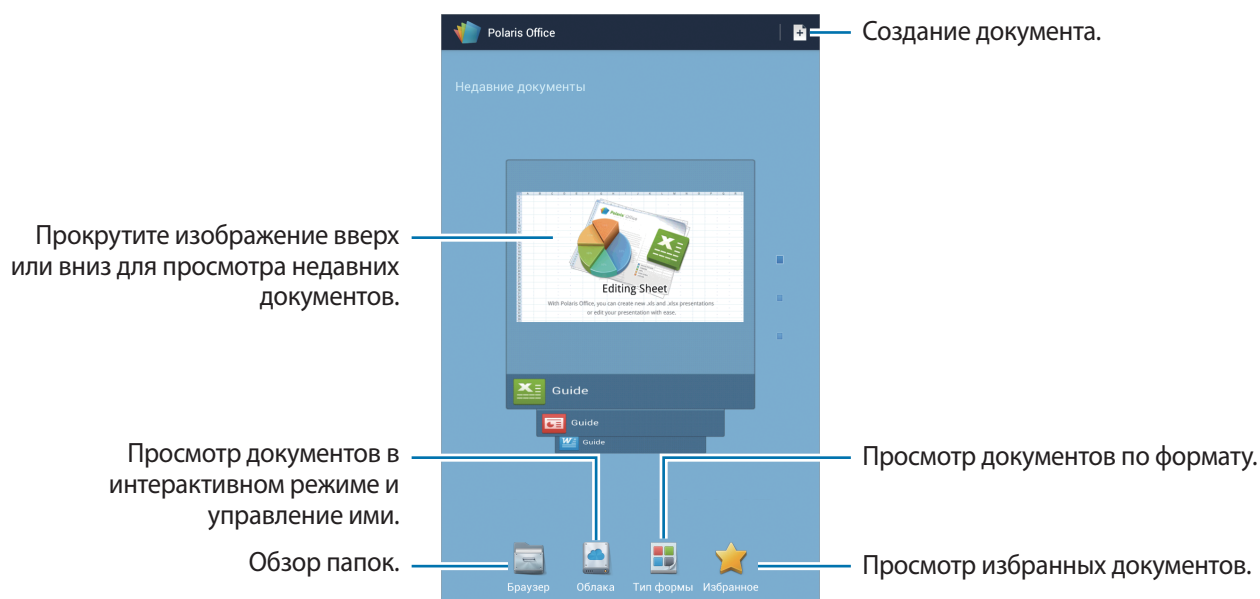 Polaris Office
Создание документа.
Недавние документы
Polaris Office
Прокрутите изображение вверх
или вниз для просмотра недавних
документов.
Editing Sheet
With Polaris Office, you can create new .xls and .xlsx presentations
or edit your presentation with ease.
Guide
Guide
Guide
Просмотр документов в
интерактивном режиме и
управление ими.
Просмотр документов по формату.
Обзор папок.
Просмотр избранных документов.
Браузер Облака Тип формы Избранное